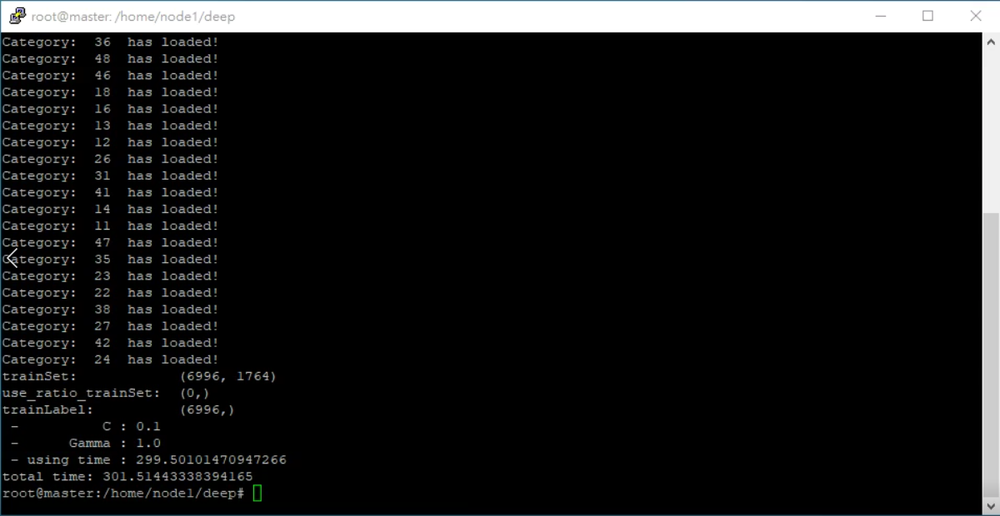 root@master: /home/node1/deep
Category:  36  has loaded!
Category:  48  has loaded!
Category:  46  has loaded!
Category:  18  has loaded!
Category:  16  has loaded!
Category:  13  has loaded!
Category:  12  has loaded!
Category:  26  has loaded!
Category:  31  has loaded!
Category:  41  has loaded!
Category:  14  has loaded!
Category:  11  has loaded!
Category:  47  has loaded!
Category:  35  has loaded!
Category:  23  has loaded!
Category:  22  has loaded!
Category:  38  has loaded!
Category:  27  has loaded!
Category:  42  has loaded!
Category:  24  has loaded!
trainSet:            (6996, 1764)
use_ratio_trainSet:  (0,)
trainLabel:          (6996,)
 -          C : 0.1
 -      Gamma : 1.0
 - using time : 299.50101470947266
total time: 301.51443338394165
root@master:/home/node1/deep#